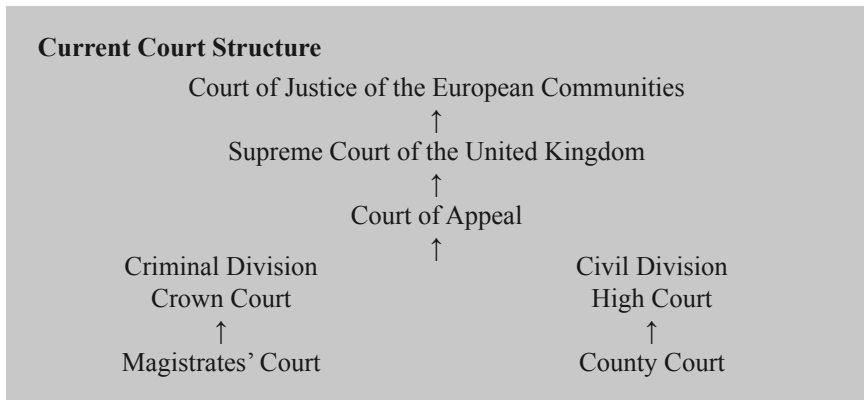 Current Court Structure
Court of Justice of the European Communities
↑
Supreme Court of the United Kingdom
↑
Court of Appeal
↑
Criminal Division Civil Division
Crown Court High Court
↑ ↑
Magistrates’ Court County Court